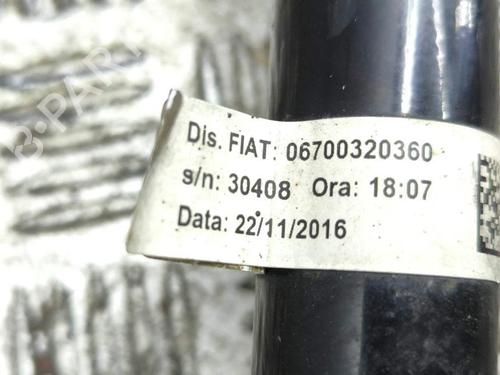 Dis. FIAT: 06700320360
s/n: 30408 Ora: 18:07
Data: 22/11/2016